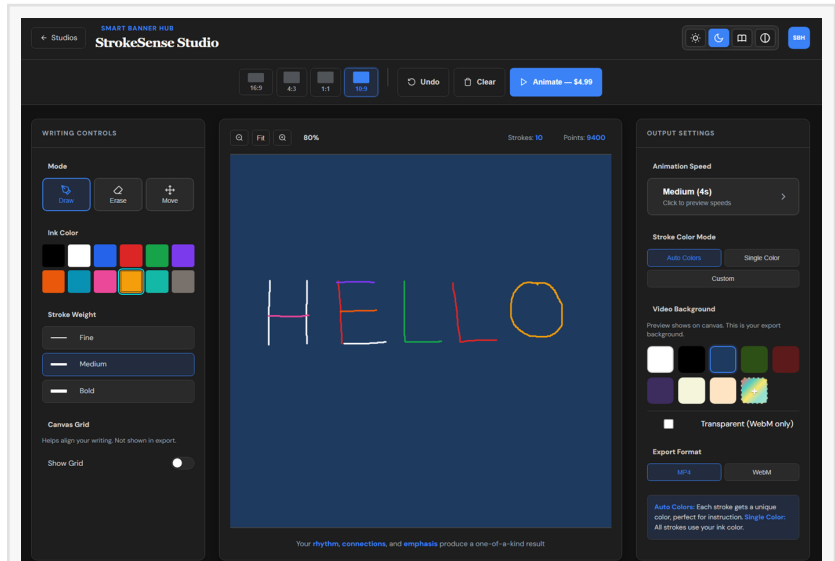 ← Studios
SMART BANNER HUB
StrokeSense Studio
SBH
16:9
4:3
1:1
10:9
Undo
Clear
Animate — $4.99
WRITING CONTROLS
Mode
Draw
Erase
Move
Ink Color
Stroke Weight
Fine
Medium
Bold
Canvas Grid
Helps align your writing. Not shown in export.
Show Grid
Fit
80%
Strokes: 10 Points: 9400
HELLO
Your rhythm, connections, and emphasis produce a one-of-a-kind result
OUTPUT SETTINGS
Animation Speed
Medium (4s)
Click to preview speeds
Stroke Color Mode
Auto Colors
Single Color
Custom
Video Background
Preview shows on canvas. This is your export
background.
Transparent (WebM only)
Export Format
MP4
WebM
Auto Colors: Each stroke gets a unique
color, perfect for instruction. Single Color:
All strokes use your ink color.